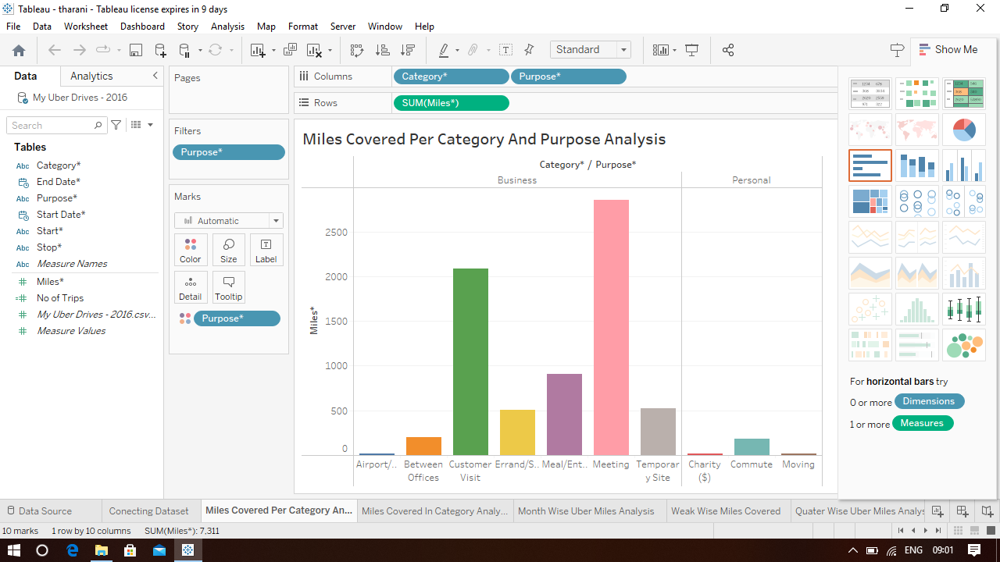 Tableau - tharani - Tableau license expires in 9 days
File Data Worksheet Dashboard Story Analysis Map Format Server Window Help
Standard
Show Me
Data Analytics
My Uber Drives - 2016
Search
Tables
Abc Category*
End Date*
Abc Purpose*
Start Date*
Abc Start*
Abc Stop*
Abc Measure Names
# Miles*
=# No of Trips
# My Uber Drives - 2016.csv...
# Measure Values
Pages
Filters
Purpose*
Marks
Automatic
Color Size Label
Detail Tooltip
Purpose*
Columns Category* Purpose*
Rows SUM(Miles*)
Miles Covered Per Category And Purpose Analysis
Category* / Purpose*
Business Personal
Miles*
2500
2000
1500
1000
500
0
Airport/.. Between Offices Customer Visit Errand/S.. Meal/Ent.. Meeting Temporary Site Charity ($) Commute Moving
For horizontal bars try
0 or more Dimensions
1 or more Measures
Data Source Conecting Dataset Miles Covered Per Category An... Miles Covered In Category Analy... Month Wise Uber Miles Analysis Weak Wise Miles Covered Quater Wise Uber Miles Analys
10 marks 1 row by 10 columns SUM(Miles*): 7,311
ENG 09:01